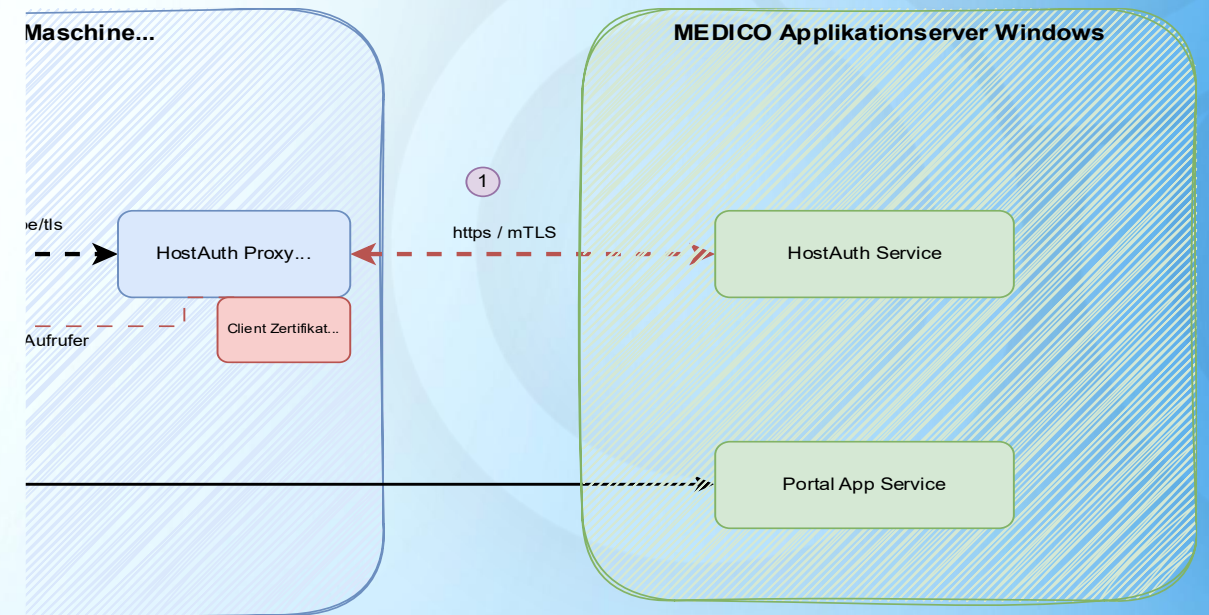 Maschine...
MEDICO Applikationserver Windows
1
https / mTLS
HostAuth Proxy...
HostAuth Service
Client Zertifikat...
Aufrufer
Portal App Service